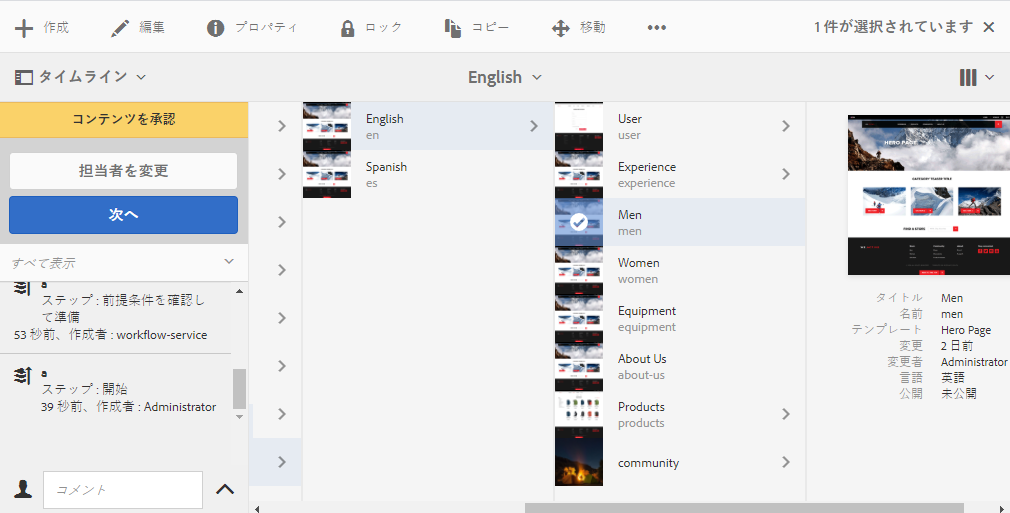 作成
編集
プロパティ
ロック
コピー
移動
1 件が選択されています
タイムライン
English
コンテンツを承認
担当者を変更
次へ
すべて表示
a
ステップ : 前提条件を確認し
て準備
53 秒前、作成者 : workflow-service
a
ステップ : 開始
39 秒前、作成者 : Administrator
コメント
English
en
Spanish
es
User
user
Experience
experience
Men
men
Women
women
Equipment
equipment
About Us
about-us
Products
products
community
HERO PAGE
タイトル Men
名前 men
テンプレート Hero Page
変更 2 日前
変更者 Administrator
言語 英語
公開 未公開